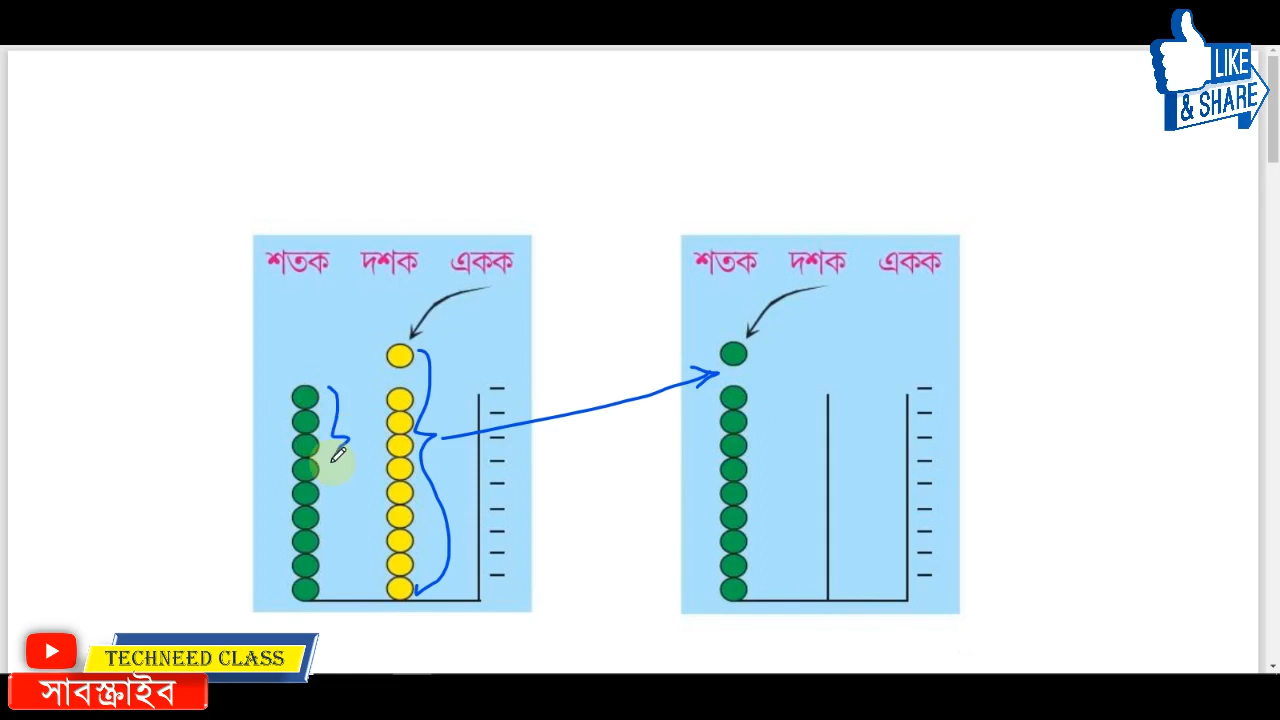 LIKE
& SHARE
শতক দশক একক
শতক দশক একক
TECHNEED CLASS
সাবস্ক্রাইব